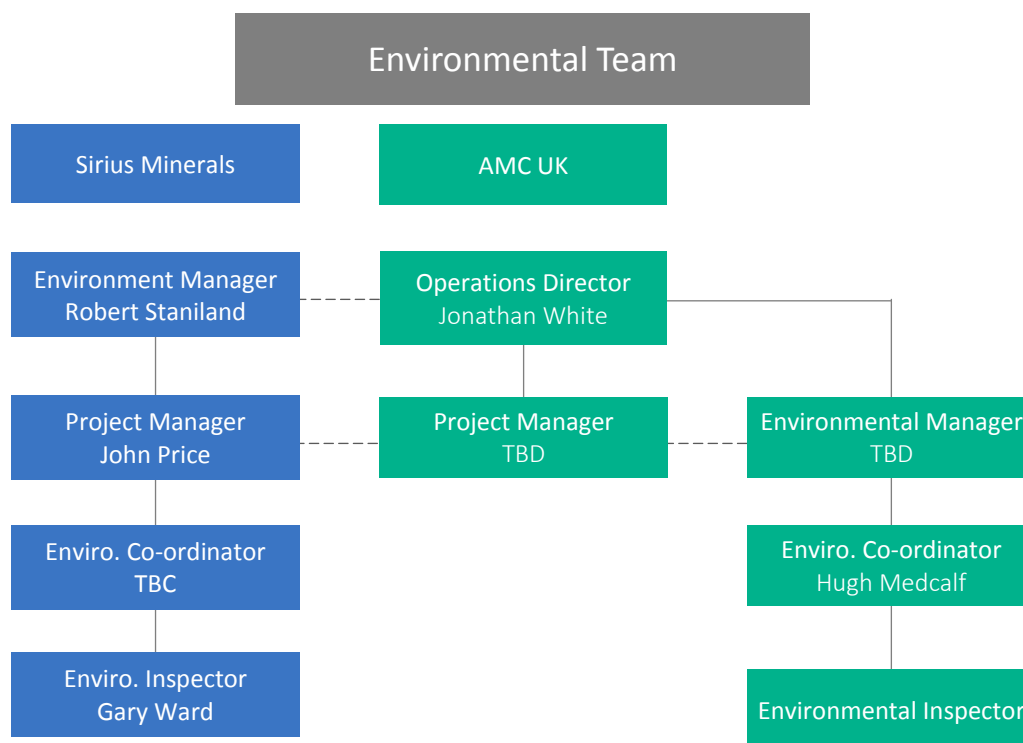 Environmental Team
Sirius Minerals
AMC UK
Environment Manager
Robert Staniland
Operations Director
Jonathan White
Project Manager
John Price
Project Manager
TBD
Environmental Manager
TBD
Enviro. Co-ordinator
TBC
Enviro. Co-ordinator
Hugh Medcalf
Enviro. Inspector
Gary Ward
Environmental Inspector